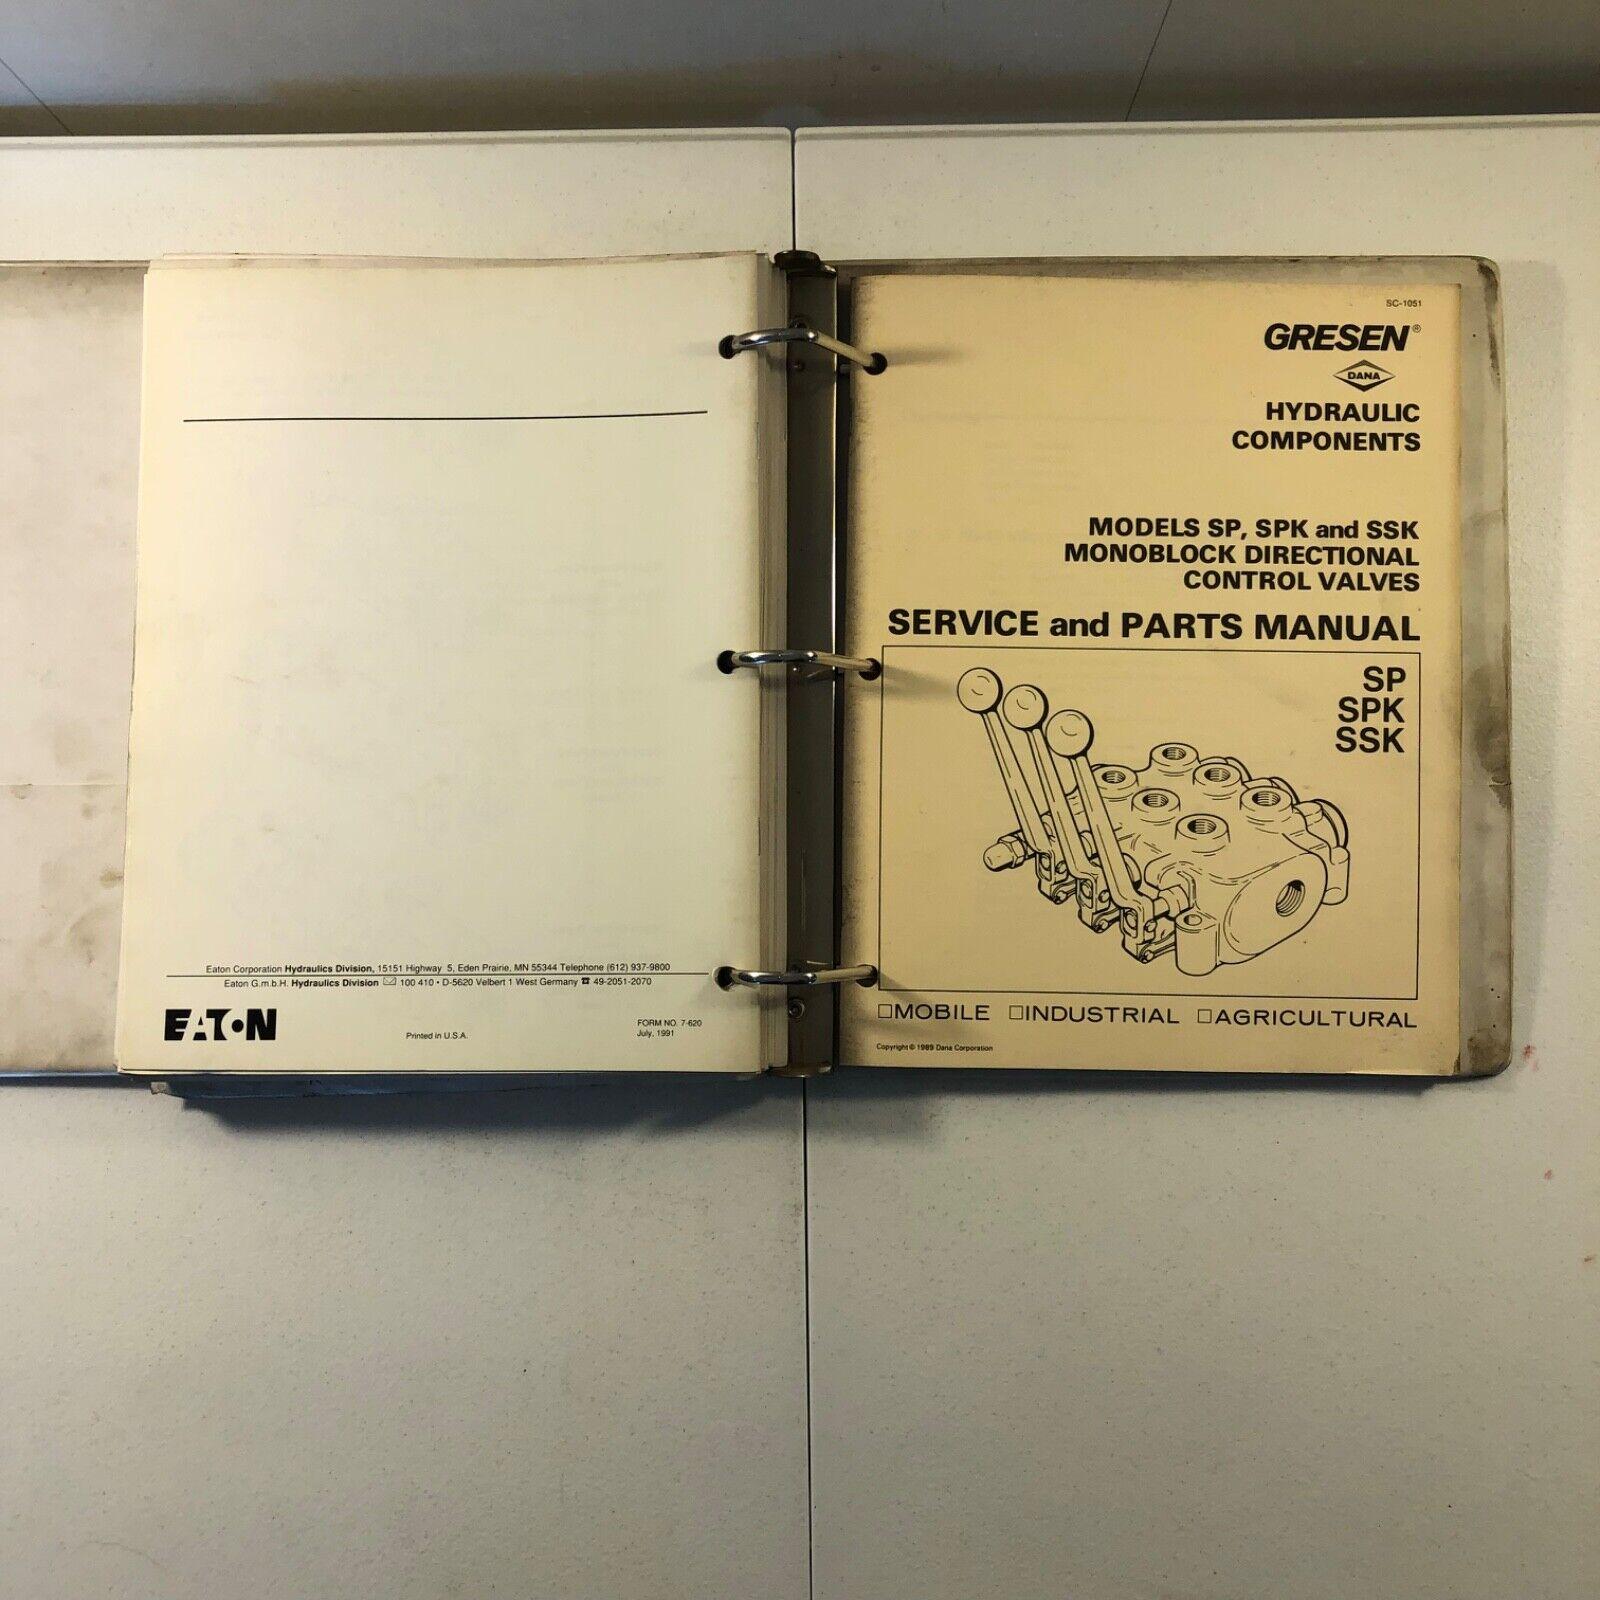 Eaton Corporation Hydraulics Division, 15151 Highway 5, Eden Prairie, MN 55344 Telephone (612) 937-9800
Eaton G.m.b.H. Hydraulics Division ✉ 100 410 • D-5620 Velbert 1 West Germany ☎ 49-2051-2070
EATON
Printed in U.S.A.
FORM NO. 7-620
July, 1991
SC-1051
GRESEN®
DANA
HYDRAULIC
COMPONENTS
MODELS SP, SPK and SSK
MONOBLOCK DIRECTIONAL
CONTROL VALVES
SERVICE and PARTS MANUAL
SP
SPK
SSK
☐MOBILE ☐INDUSTRIAL ☐AGRICULTURAL
Copyright © 1989 Dana Corporation